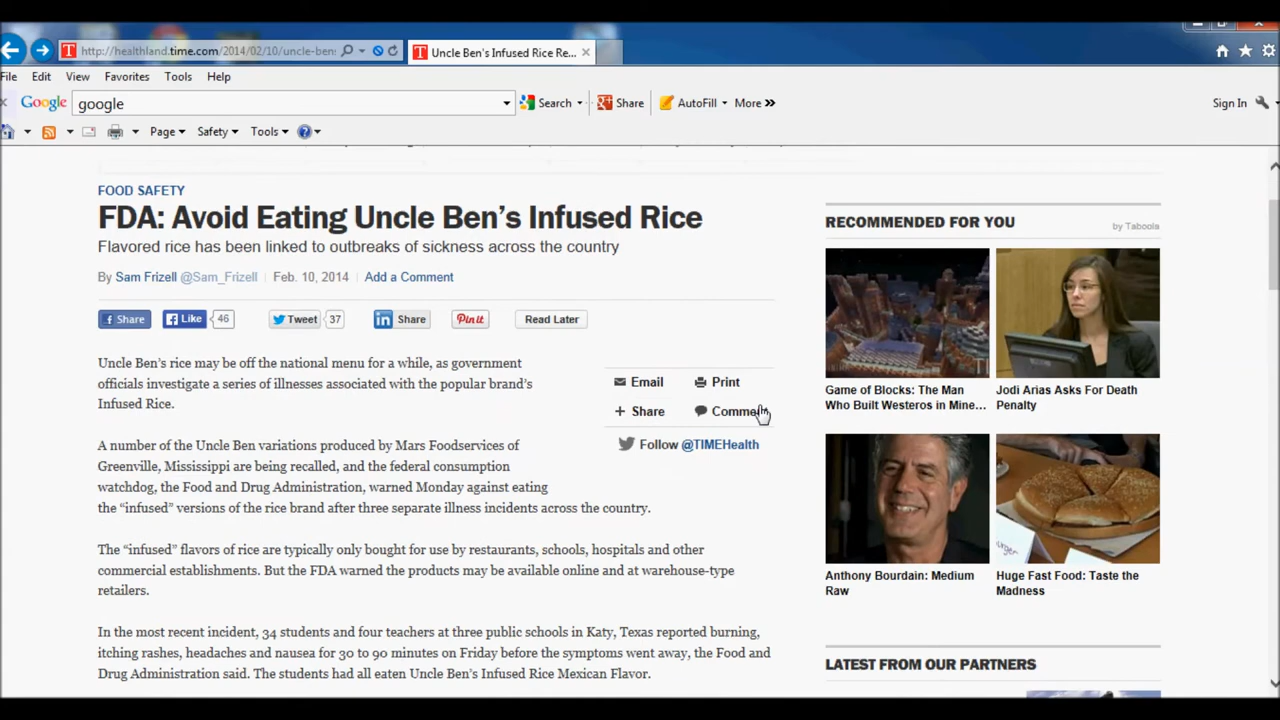 http://healthland.time.com/2014/02/10/uncle-ben
Uncle Ben's Infused Rice Re...
File Edit View Favorites Tools Help
Google google Search Share AutoFill More » Sign In
Page Safety Tools
FOOD SAFETY
FDA: Avoid Eating Uncle Ben's Infused Rice
Flavored rice has been linked to outbreaks of sickness across the country
By Sam Frizell @Sam_Frizell Feb. 10, 2014 Add a Comment
Share Like 46 Tweet 37 Share Pin it Read Later
Uncle Ben's rice may be off the national menu for a while, as government
officials investigate a series of illnesses associated with the popular brand's
Infused Rice.
Email Print
+ Share
Follow @TIMEHealth
A number of the Uncle Ben variations produced by Mars Foodservices of
Greenville, Mississippi are being recalled, and the federal consumption
watchdog, the Food and Drug Administration, warned Monday against eating
the "infused" versions of the rice brand after three separate illness incidents across the country.
The "infused" flavors of rice are typically only bought for use by restaurants, schools, hospitals and other
commercial establishments. But the FDA warned the products may be available online and at warehouse-type
retailers.
In the most recent incident, 34 students and four teachers at three public schools in Katy, Texas reported burning,
itching rashes, headaches and nausea for 30 to 90 minutes on Friday before the symptoms went away, the Food and
Drug Administration said. The students had all eaten Uncle Ben's Infused Rice Mexican Flavor.
RECOMMENDED FOR YOU
by Taboola
Game of Blocks: The Man
Who Built Westeros in Mine...
Jodi Arias Asks For Death
Penalty
Anthony Bourdain: Medium
Raw
Huge Fast Food: Taste the
Madness
LATEST FROM OUR PARTNERS